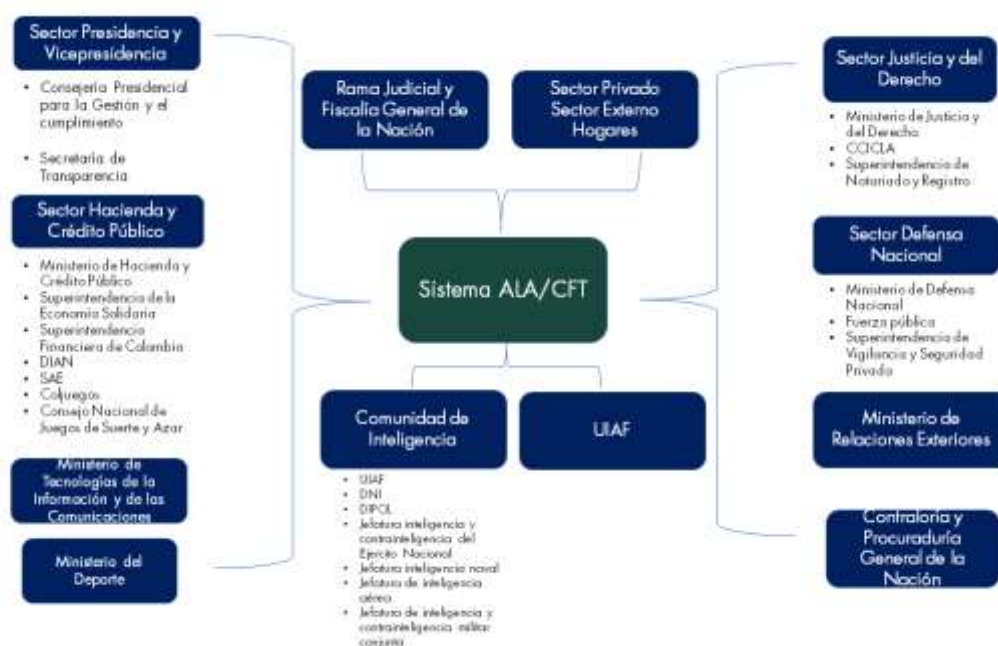 Sector Presidencia y
Vicepresidencia
• Consejería Presidencial
para la Gestión y el
cumplimiento
• Secretaría de
Transparencia
Sector Hacienda y
Crédito Público
• Ministerio de Hacienda y
Crédito Público
• Superintendencia de la
Economía Solidaria
• Superintendencia
Financiera de Colombia
• DIAN
• SAE
• Coljuegos
• Consejo Nacional de
Juegos de Suerte y Azar
Ministerio de
Tecnologías de la
Información y de las
Comunicaciones
Ministerio del
Deporte
Rama Judicial y
Fiscalía General de
la Nación
Sector Privado
Sector Externo
Hogares
Sistema ALA/CFT
Comunidad de
Inteligencia
• UIAF
• DNI
• DIPOL
• Jefatura inteligencia y
contrainteligencia del
Ejercito Nacional
• Jefatura inteligencia naval
• Jefatura de inteligencia
aérea
• Jefatura de inteligencia y
contrainteligencia militar
conjunta
UIAF
Sector Justicia y del
Derecho
• Ministerio de Justicia y
del Derecho
• CCICLA
• Superintendencia de
Notariado y Registro
Sector Defensa
Nacional
• Ministerio de Defensa
Nacional
• Fuerza pública
• Superintendencia de
Vigilancia y Seguridad
Privada
Ministerio de
Relaciones Exteriores
Contraloría y
Procuraduría
General de la
Nación